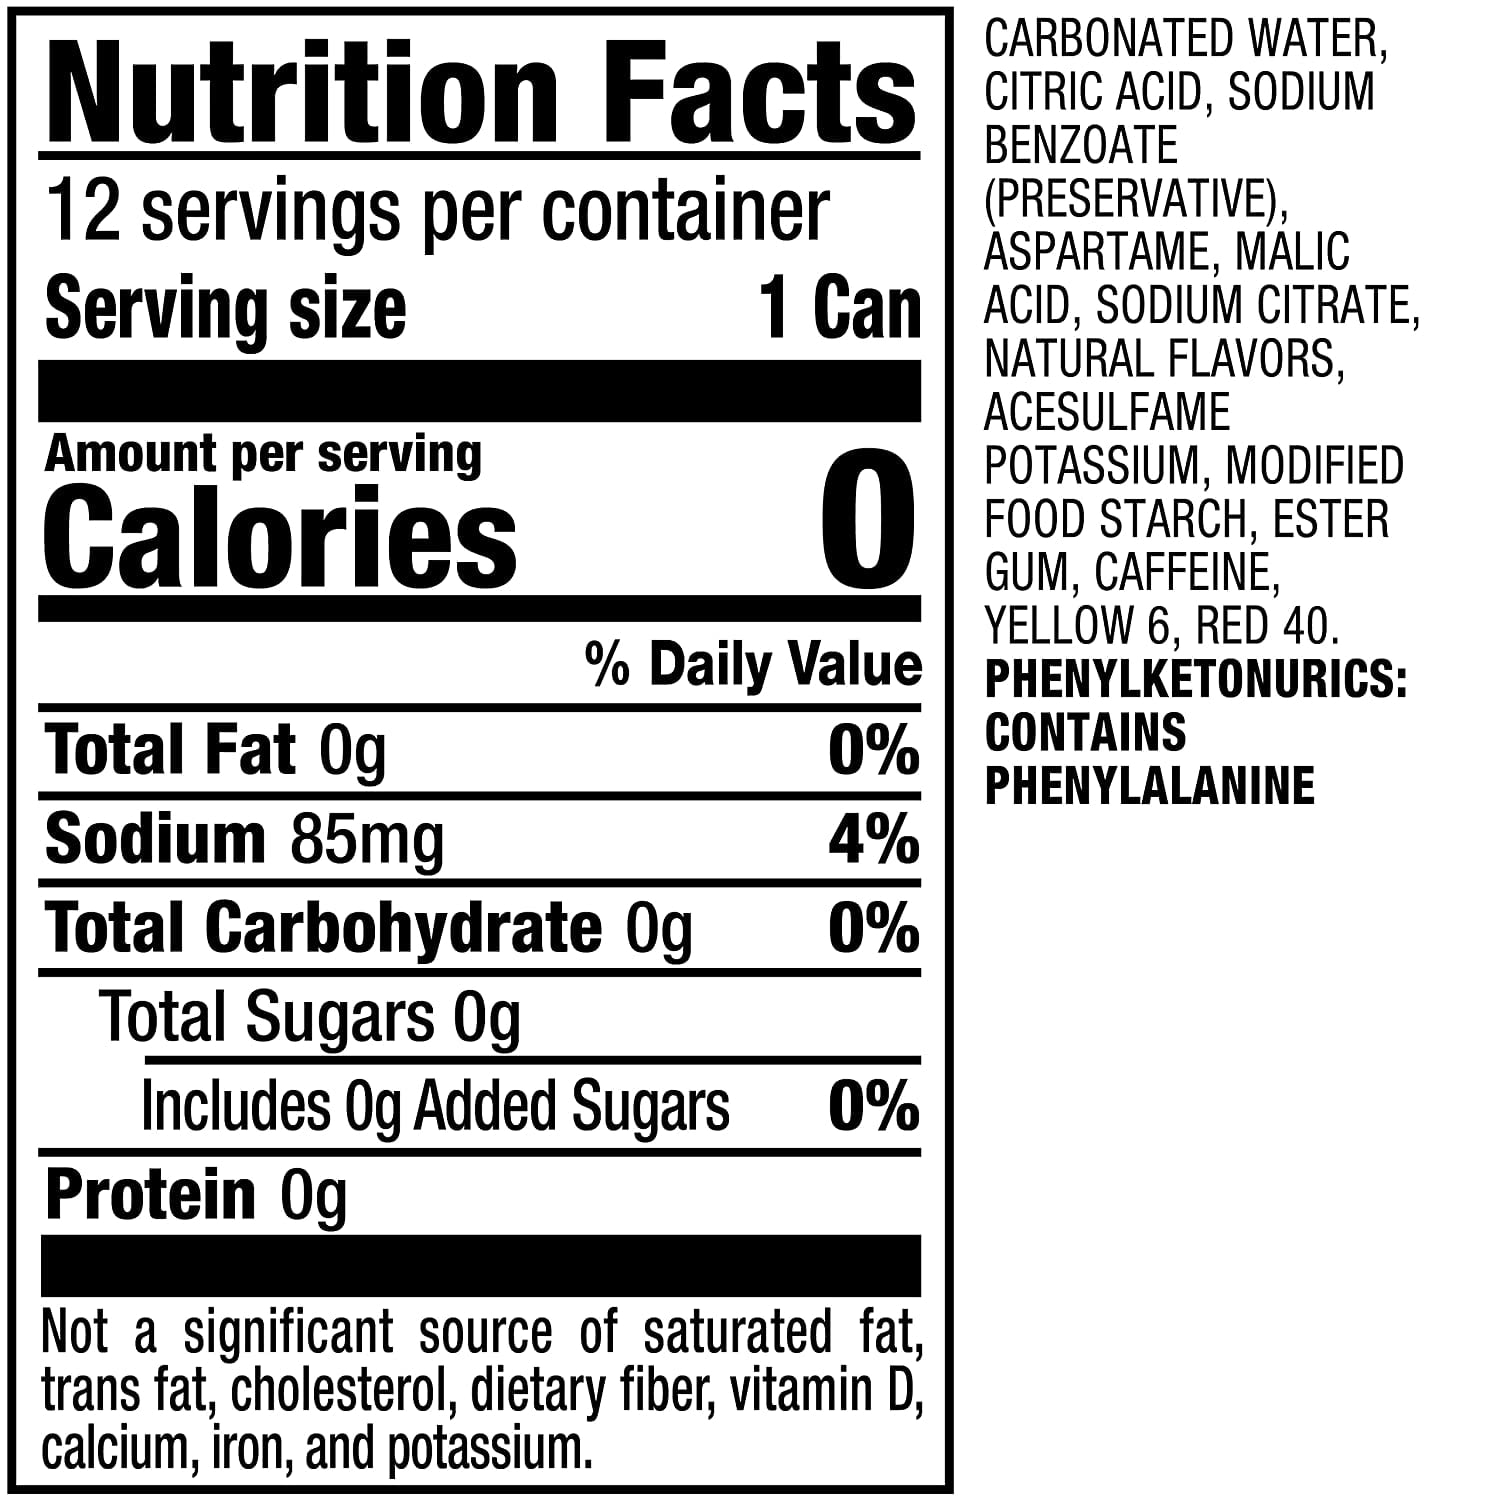 Nutrition Facts
12 servings per container
Serving size 1 Can
Amount per serving
Calories 0
% Daily Value
Total Fat 0g 0%
Sodium 85mg 4%
Total Carbohydrate 0g 0%
Total Sugars 0g
Includes 0g Added Sugars 0%
Protein 0g
Not a significant source of saturated fat,
trans fat, cholesterol, dietary fiber, vitamin D,
calcium, iron, and potassium.
CARBONATED WATER,
CITRIC ACID, SODIUM
BENZOATE
(PRESERVATIVE),
ASPARTAME, MALIC
ACID, SODIUM CITRATE,
NATURAL FLAVORS,
ACESULFAME
POTASSIUM, MODIFIED
FOOD STARCH, ESTER
GUM, CAFFEINE,
YELLOW 6, RED 40.
PHENYLKETONURICS:
CONTAINS
PHENYLALANINE